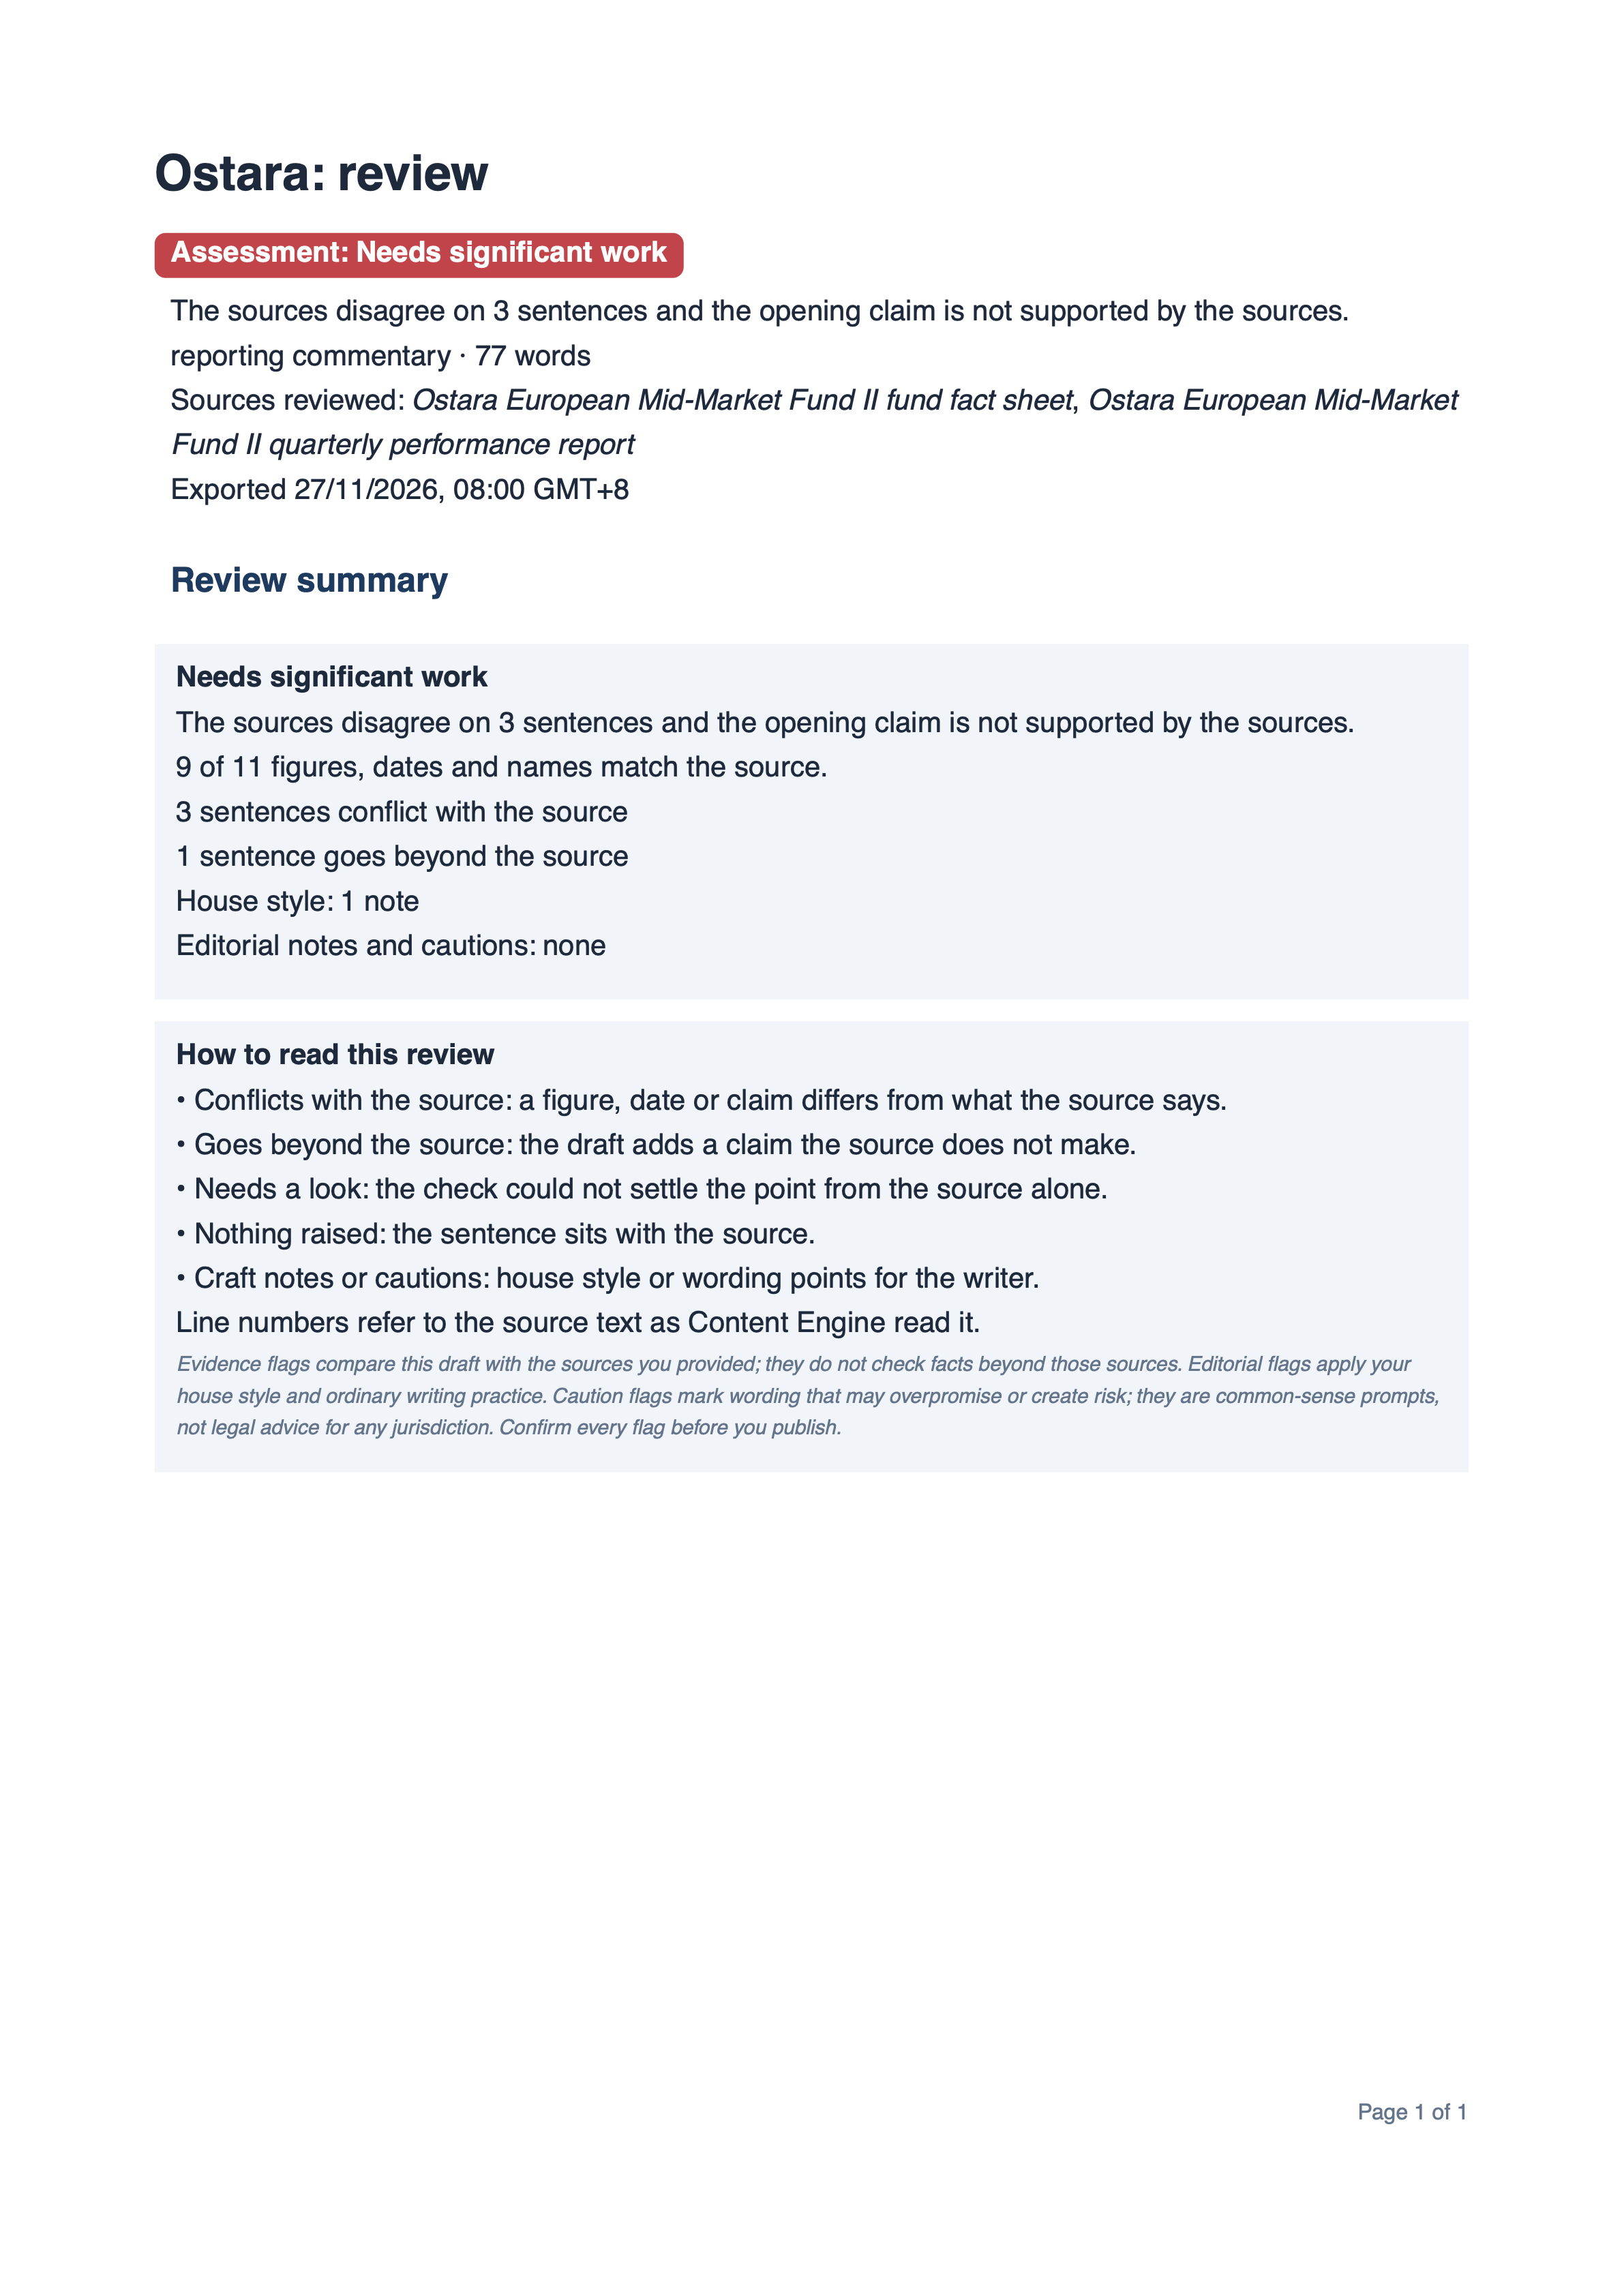 Ostara: review
Assessment: Needs significant work
The sources disagree on 3 sentences and the opening claim is not supported by the sources.
reporting commentary · 77 words
Sources reviewed: Ostara European Mid-Market Fund II fund fact sheet, Ostara European Mid-Market
Fund II quarterly performance report
Exported 27/11/2026, 08:00 GMT+8
Review summary
Needs significant work
The sources disagree on 3 sentences and the opening claim is not supported by the sources.
9 of 11 figures, dates and names match the source.
3 sentences conflict with the source
1 sentence goes beyond the source
House style: 1 note
Editorial notes and cautions: none
How to read this review
• Conflicts with the source: a figure, date or claim differs from what the source says.
• Goes beyond the source: the draft adds a claim the source does not make.
• Needs a look: the check could not settle the point from the source alone.
• Nothing raised: the sentence sits with the source.
• Craft notes or cautions: house style or wording points for the writer.
Line numbers refer to the source text as Content Engine read it.
Evidence flags compare this draft with the sources you provided; they do not check facts beyond those sources. Editorial flags apply your
house style and ordinary writing practice. Caution flags mark wording that may overpromise or create risk; they are common-sense prompts,
not legal advice for any jurisdiction. Confirm every flag before you publish.
Page 1 of 1